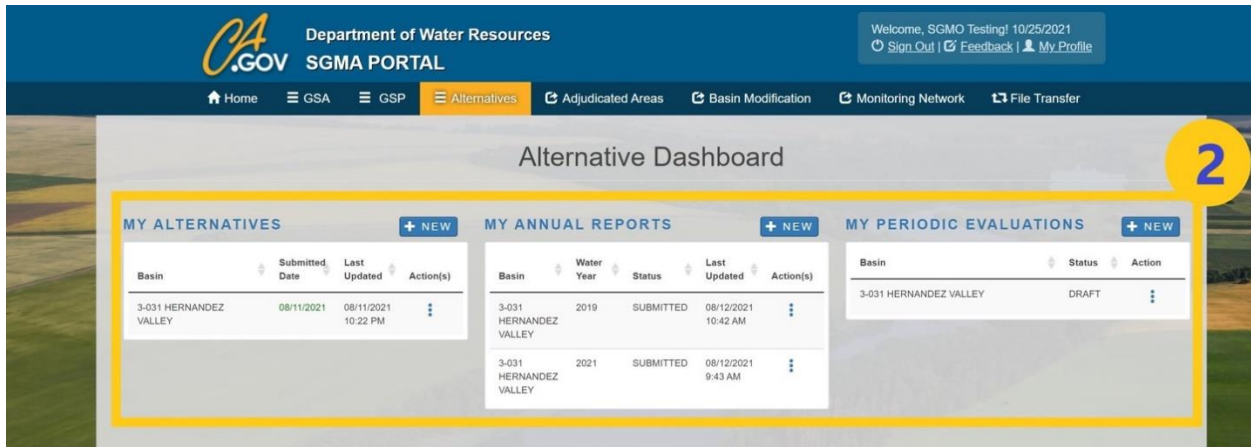 CA
.GOV
Department of Water Resources
SGMA PORTAL
Welcome, SGMO Testing! 10/25/2021
Sign Out | Feedback | My Profile
Home GSA GSP Alternatives Adjudicated Areas Basin Modification Monitoring Network File Transfer
Alternative Dashboard
2
MY ALTERNATIVES
+ NEW
Basin Submitted Date Last Updated Action(s)
3-031 HERNANDEZ 08/11/2021 08/11/2021
VALLEY 10:22 PM
MY ANNUAL REPORTS
+ NEW
Basin Water Year Status Last Updated Action(s)
3-031 2019 SUBMITTED 08/12/2021
HERNANDEZ 10:42 AM
VALLEY
3-031 2021 SUBMITTED 08/12/2021
HERNANDEZ 9:43 AM
VALLEY
MY PERIODIC EVALUATIONS
+ NEW
Basin Status Action
3-031 HERNANDEZ VALLEY DRAFT